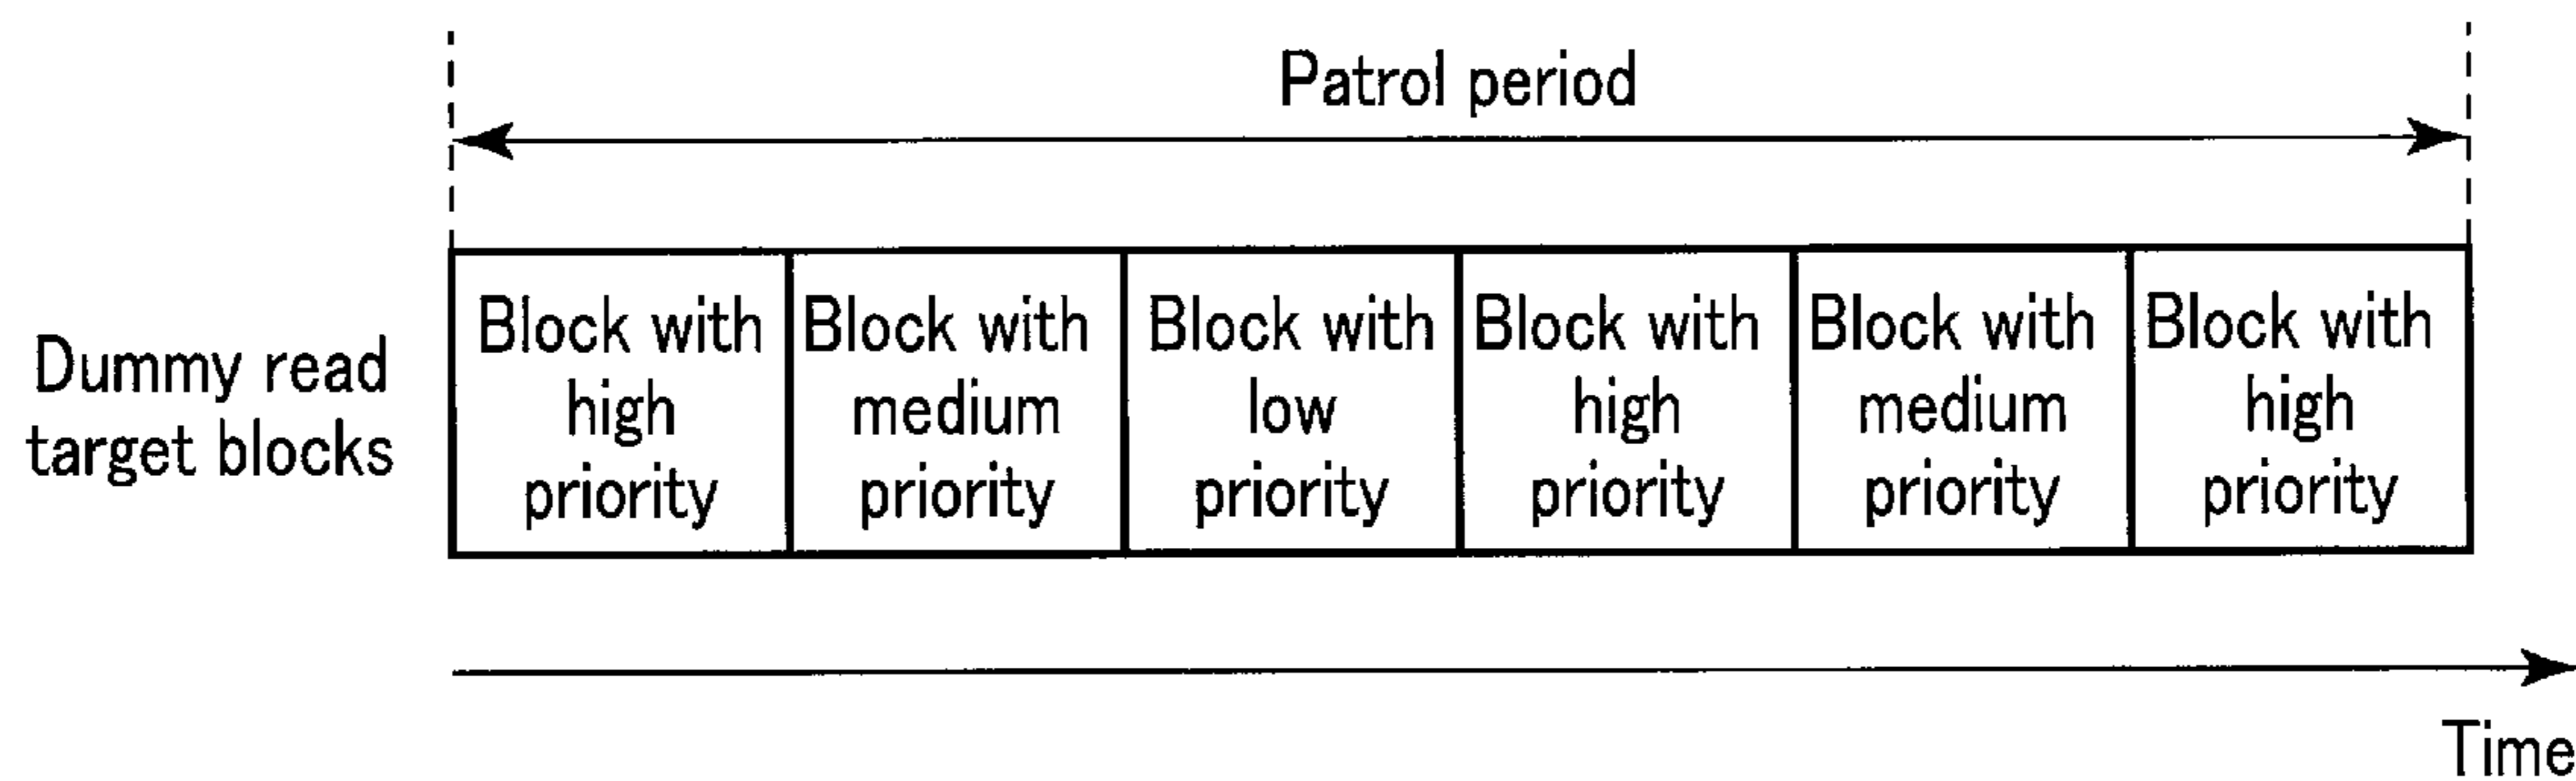 Patrol period
Dummy read
target blocks
Block with
high
priority
Block with
medium
priority
Block with
low
priority
Block with
high
priority
Block with
medium
priority
Block with
high
priority
Time